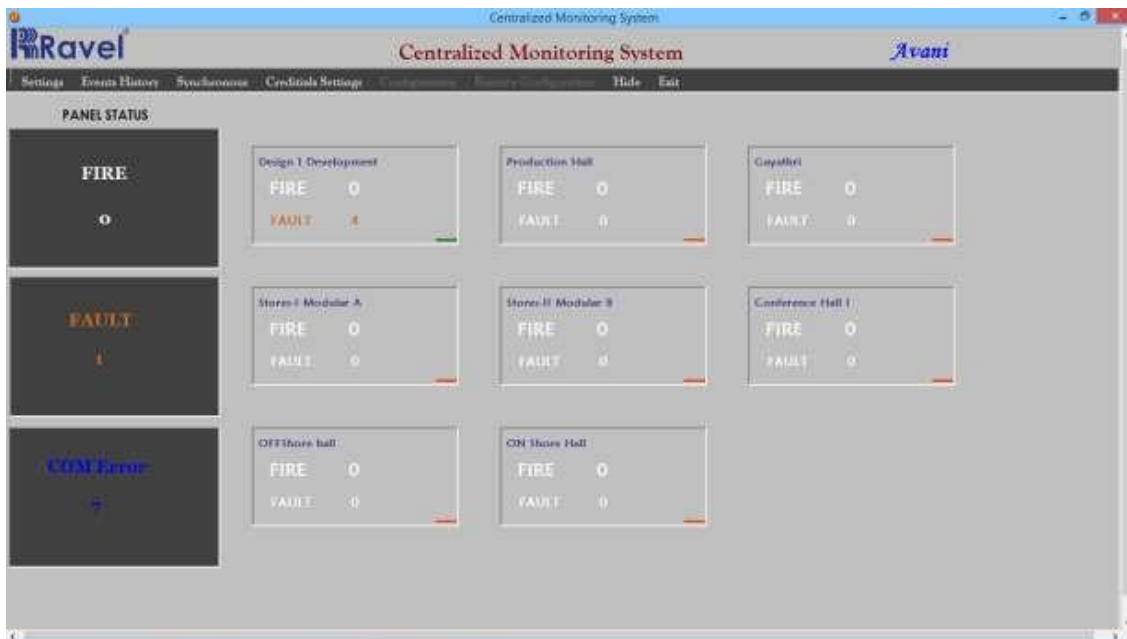 Centralized Monitoring System
Ravel
Centralized Monitoring System
Avani
Settings Events History Synchronous Creditials Settings Hide Exit
PANEL STATUS
FIRE
0
FAULT
1
COM Error
7
Design 1 Development
FIRE 0
FAULT 4
Production Hall
FIRE 0
FAULT 0
Gayathri
FIRE 0
FAULT 0
Stores-I Modular A
FIRE 0
FAULT 0
Stores-II Modular B
FIRE 0
FAULT 0
Conference Hall 1
FIRE 0
FAULT 0
OFFShore hall
FIRE 0
FAULT 0
ON Shore Hall
FIRE 0
FAULT 0